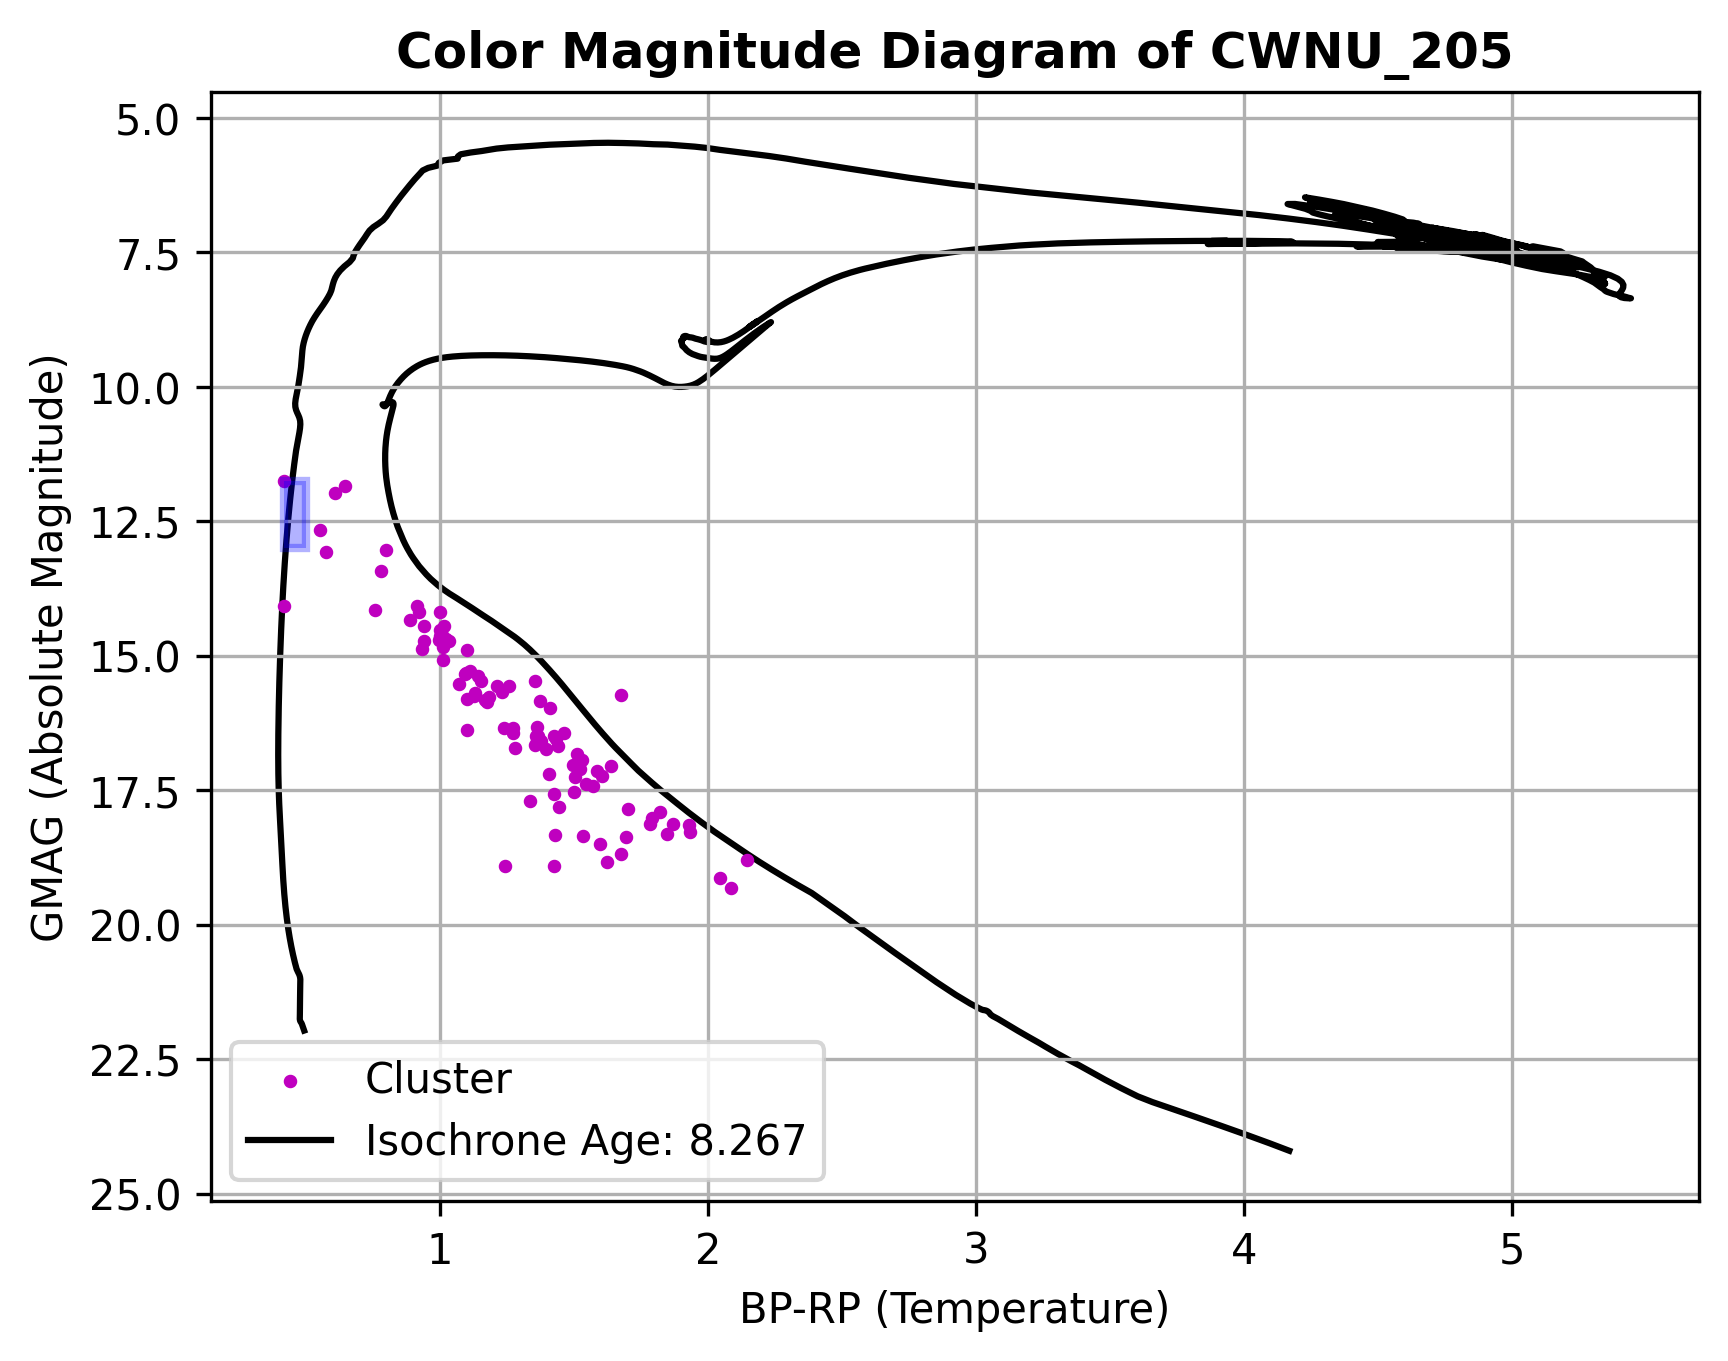 Color Magnitude Diagram of CWNU_205
GMAG (Absolute Magnitude)
5.0
7.5
10.0
12.5
15.0
17.5
20.0
22.5
25.0
Cluster
Isochrone Age: 8.267
1 2 3 4 5
BP-RP (Temperature)